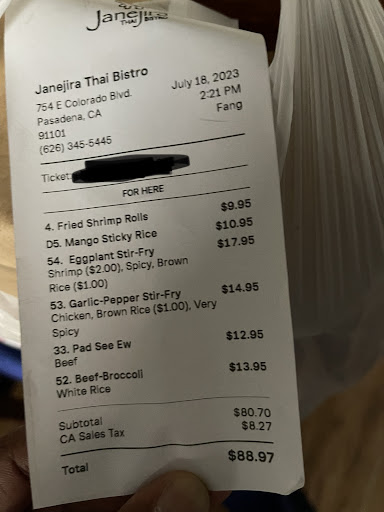 Janejira
THAI BISTRO
Janejira Thai Bistro
754 E Colorado Blvd.
Pasadena, CA
91101
(626) 345-5445
July 18, 2023
2:21 PM
Fang
Ticket:
FOR HERE
4. Fried Shrimp Rolls $9.95
D5. Mango Sticky Rice $10.95
54. Eggplant Stir-Fry $17.95
Shrimp ($2.00), Spicy, Brown
Rice ($1.00)
53. Garlic-Pepper Stir-Fry $14.95
Chicken, Brown Rice ($1.00), Very
Spicy
33. Pad See Ew $12.95
Beef
52. Beef-Broccoli $13.95
White Rice
Subtotal $80.70
CA Sales Tax $8.27
Total $88.97